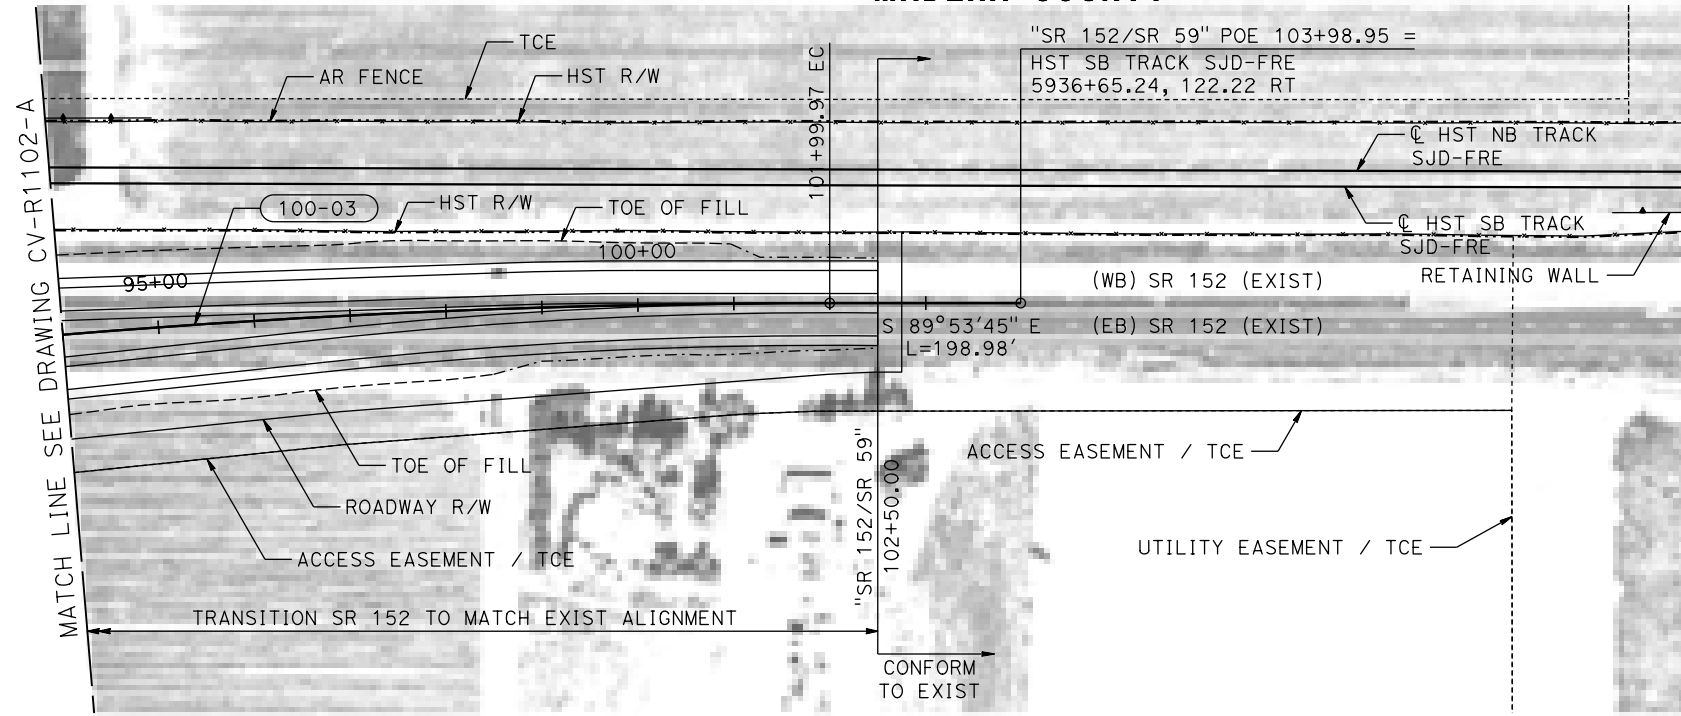 "SR 152/SR 59" POE 103+98.95 =
HST SB TRACK SJD-FRE
5936+65.24, 122.22 RT
TCE
AR FENCE
HST R/W
101+99.97 EC
℄ HST NB TRACK
SJD-FRE
100-03
HST R/W
TOE OF FILL
℄ HST SB TRACK
SJD-FRE
RETAINING WALL
100+00
95+00
(WB) SR 152 (EXIST)
S 89°53'45" E
L=198.98'
(EB) SR 152 (EXIST)
MATCH LINE SEE DRAWING CV-R1102-A
TOE OF FILL
ROADWAY R/W
ACCESS EASEMENT / TCE
"SR 152/SR 59"
102+50.00
ACCESS EASEMENT / TCE
UTILITY EASEMENT / TCE
TRANSITION SR 152 TO MATCH EXIST ALIGNMENT
CONFORM
TO EXIST